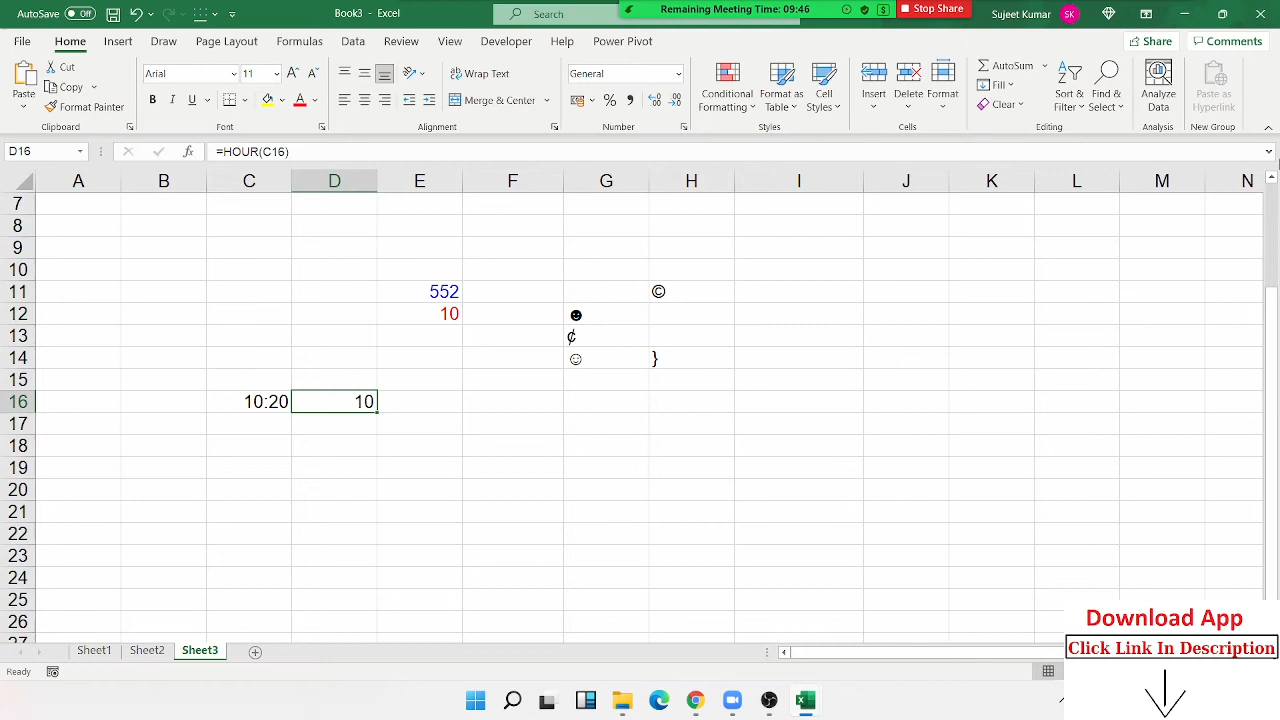 AutoSave Off Book3 - Excel Search Remaining Meeting Time: 09:46 $ Stop Share Sujeet Kumar SK
File Home Insert Draw Page Layout Formulas Data Review View Developer Help Power Pivot Share Comments
Paste Cut Copy Format Painter
Arial 11 B I U A
Wrap Text Merge & Center
General % ,
Conditional Formatting Format as Table Cell Styles
Insert Delete Format
AutoSum Fill Clear Sort & Filter Find & Select
Analyze Data Paste as Hyperlink
Clipboard Font Alignment Number Styles Cells Editing Analysis New Group
D16 fx =HOUR(C16)
A B C D E F G H I J K L M N
7
8
9
10
11 552 ©
12 10 ☻
13 ¢
14 ☺ }
15
16 10:20 10
17
18
19
20
21
22
23
24
25
26
27
Sheet1 Sheet2 Sheet3
Ready
Download App
Click Link In Description